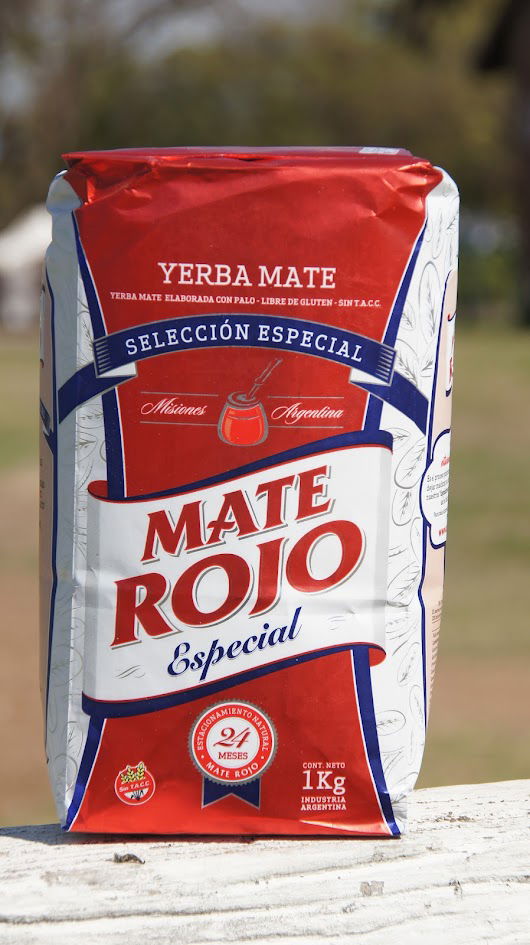 YERBA MATE
YERBA MATE ELABORADA CON PALO - LIBRE DE GLUTEN - SIN T.A.C.C.
SELECCIÓN ESPECIAL
Misiones Argentina
MATE
ROJO
Especial
ESTACIONAMIENTO NATURAL
24
MESES
MATE ROJO
Sin T.A.C.C.
CONT. NETO
1Kg
INDUSTRIA
ARGENTINA